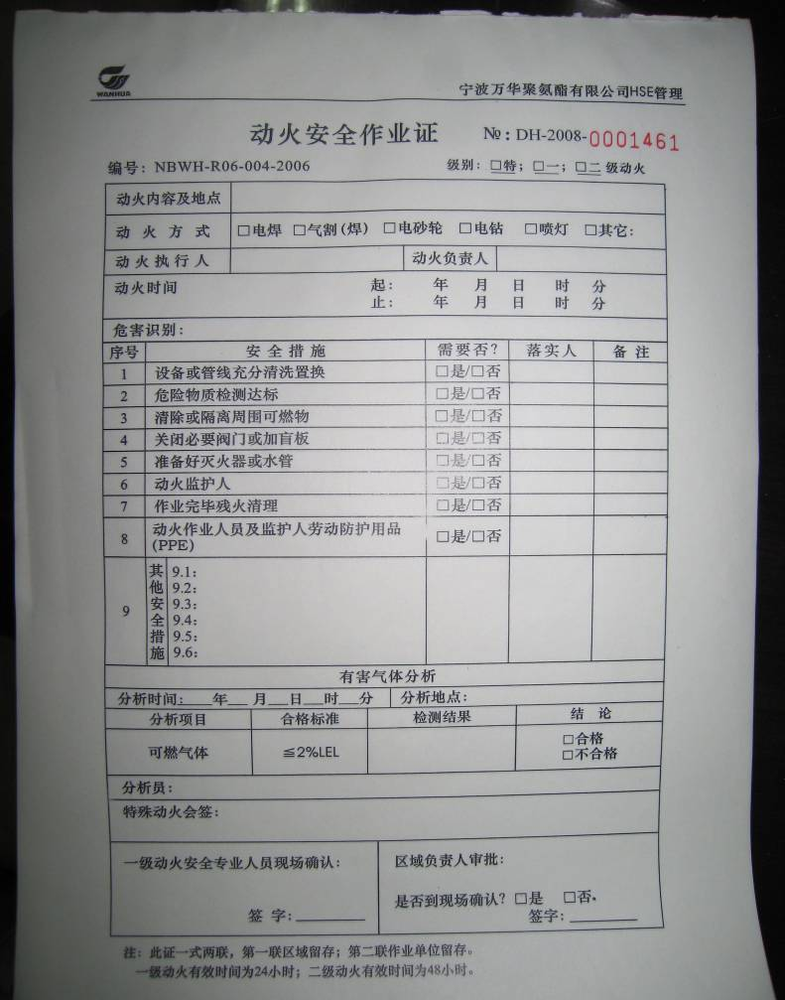 WANHUA
宁波万华聚氨酯有限公司HSE管理
动火安全作业证 №:DH-2008-0001461
编号:NBWH-R06-004-2006 级别:□特;□一;□二 级动火
动火内容及地点
动火方式 □电焊 □气割(焊) □电砂轮 □电钻 □喷灯 □其它:
动火执行人 动火负责人
动火时间 起: 年 月 日 时 分
止: 年 月 日 时 分
危害识别:
序号 安全措施 需要否? 落实人 备注
1 设备或管线充分清洗置换 □是/□否
2 危险物质检测达标 □是/□否
3 清除或隔离周围可燃物 □是/□否
4 关闭必要阀门或加盲板 □是/□否
5 准备好灭火器或水管 □是/□否
6 动火监护人 □是/□否
7 作业完毕残火清理 □是/□否
8 动火作业人员及监护人劳动防护用品 □是/□否
(PPE)
9 其他安全措施
9.1:
9.2:
9.3:
9.4:
9.5:
9.6:
有害气体分析
分析时间:___年___月___日___时___分 分析地点:
分析项目 合格标准 检测结果 结论
可燃气体 ≦2%LEL □合格
□不合格
分析员:
特殊动火会签:
一级动火安全专业人员现场确认:
签字:________
区域负责人审批:
是否到现场确认?□是 □否.
签字:________
注:此证一式两联,第一联区域留存;第二联作业单位留存。
一级动火有效时间为24小时;二级动火有效时间为48小时。